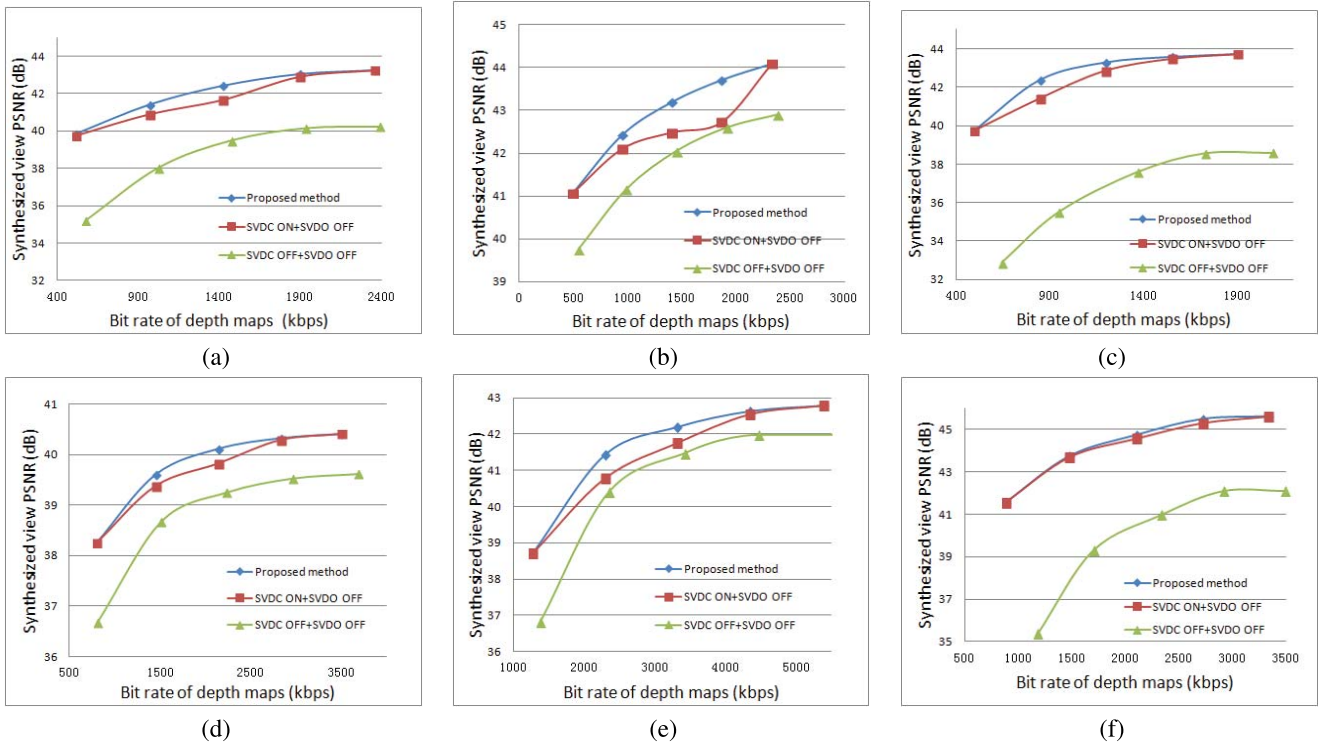 Synthesized view PSNR (dB)
44
42
40
38
36
34
32
400 900 1400 1900 2400
Proposed method
SVDC ON+SVDO OFF
SVDC OFF+SVDO OFF
Bit rate of depth maps (kbps)
(a)
Synthesized view PSNR (dB)
45
44
43
42
41
40
39
0 500 1000 1500 2000 2500 3000
Proposed method
SVDC ON+SVDO OFF
SVDC OFF+SVDO OFF
Bit rate of depth maps (kbps)
(b)
Synthesized view PSNR (dB)
44
42
40
38
36
34
32
400 900 1400 1900
Proposed method
SVDC ON+SVDO OFF
SVDC OFF+SVDO OFF
Bit rate of depth maps (kbps)
(c)
Synthesized view PSNR (dB)
41
40
39
38
37
36
500 1500 2500 3500
Proposed method
SVDC ON+SVDO OFF
SVDC OFF+SVDO OFF
Bit rate of depth maps (kbps)
(d)
Synthesized view PSNR (dB)
43
42
41
40
39
38
37
36
1000 2000 3000 4000 5000
Proposed method
SVDC ON+SVDO OFF
SVDC OFF+SVDO OFF
Bit rate of depth maps (kbps)
(e)
Synthesized view PSNR (dB)
45
43
41
39
37
35
500 1000 1500 2000 2500 3000 3500
Proposed method
SVDC ON+SVDO OFF
SVDC OFF+SVDO OFF
Bit rate of depth maps (kbps)
(f)